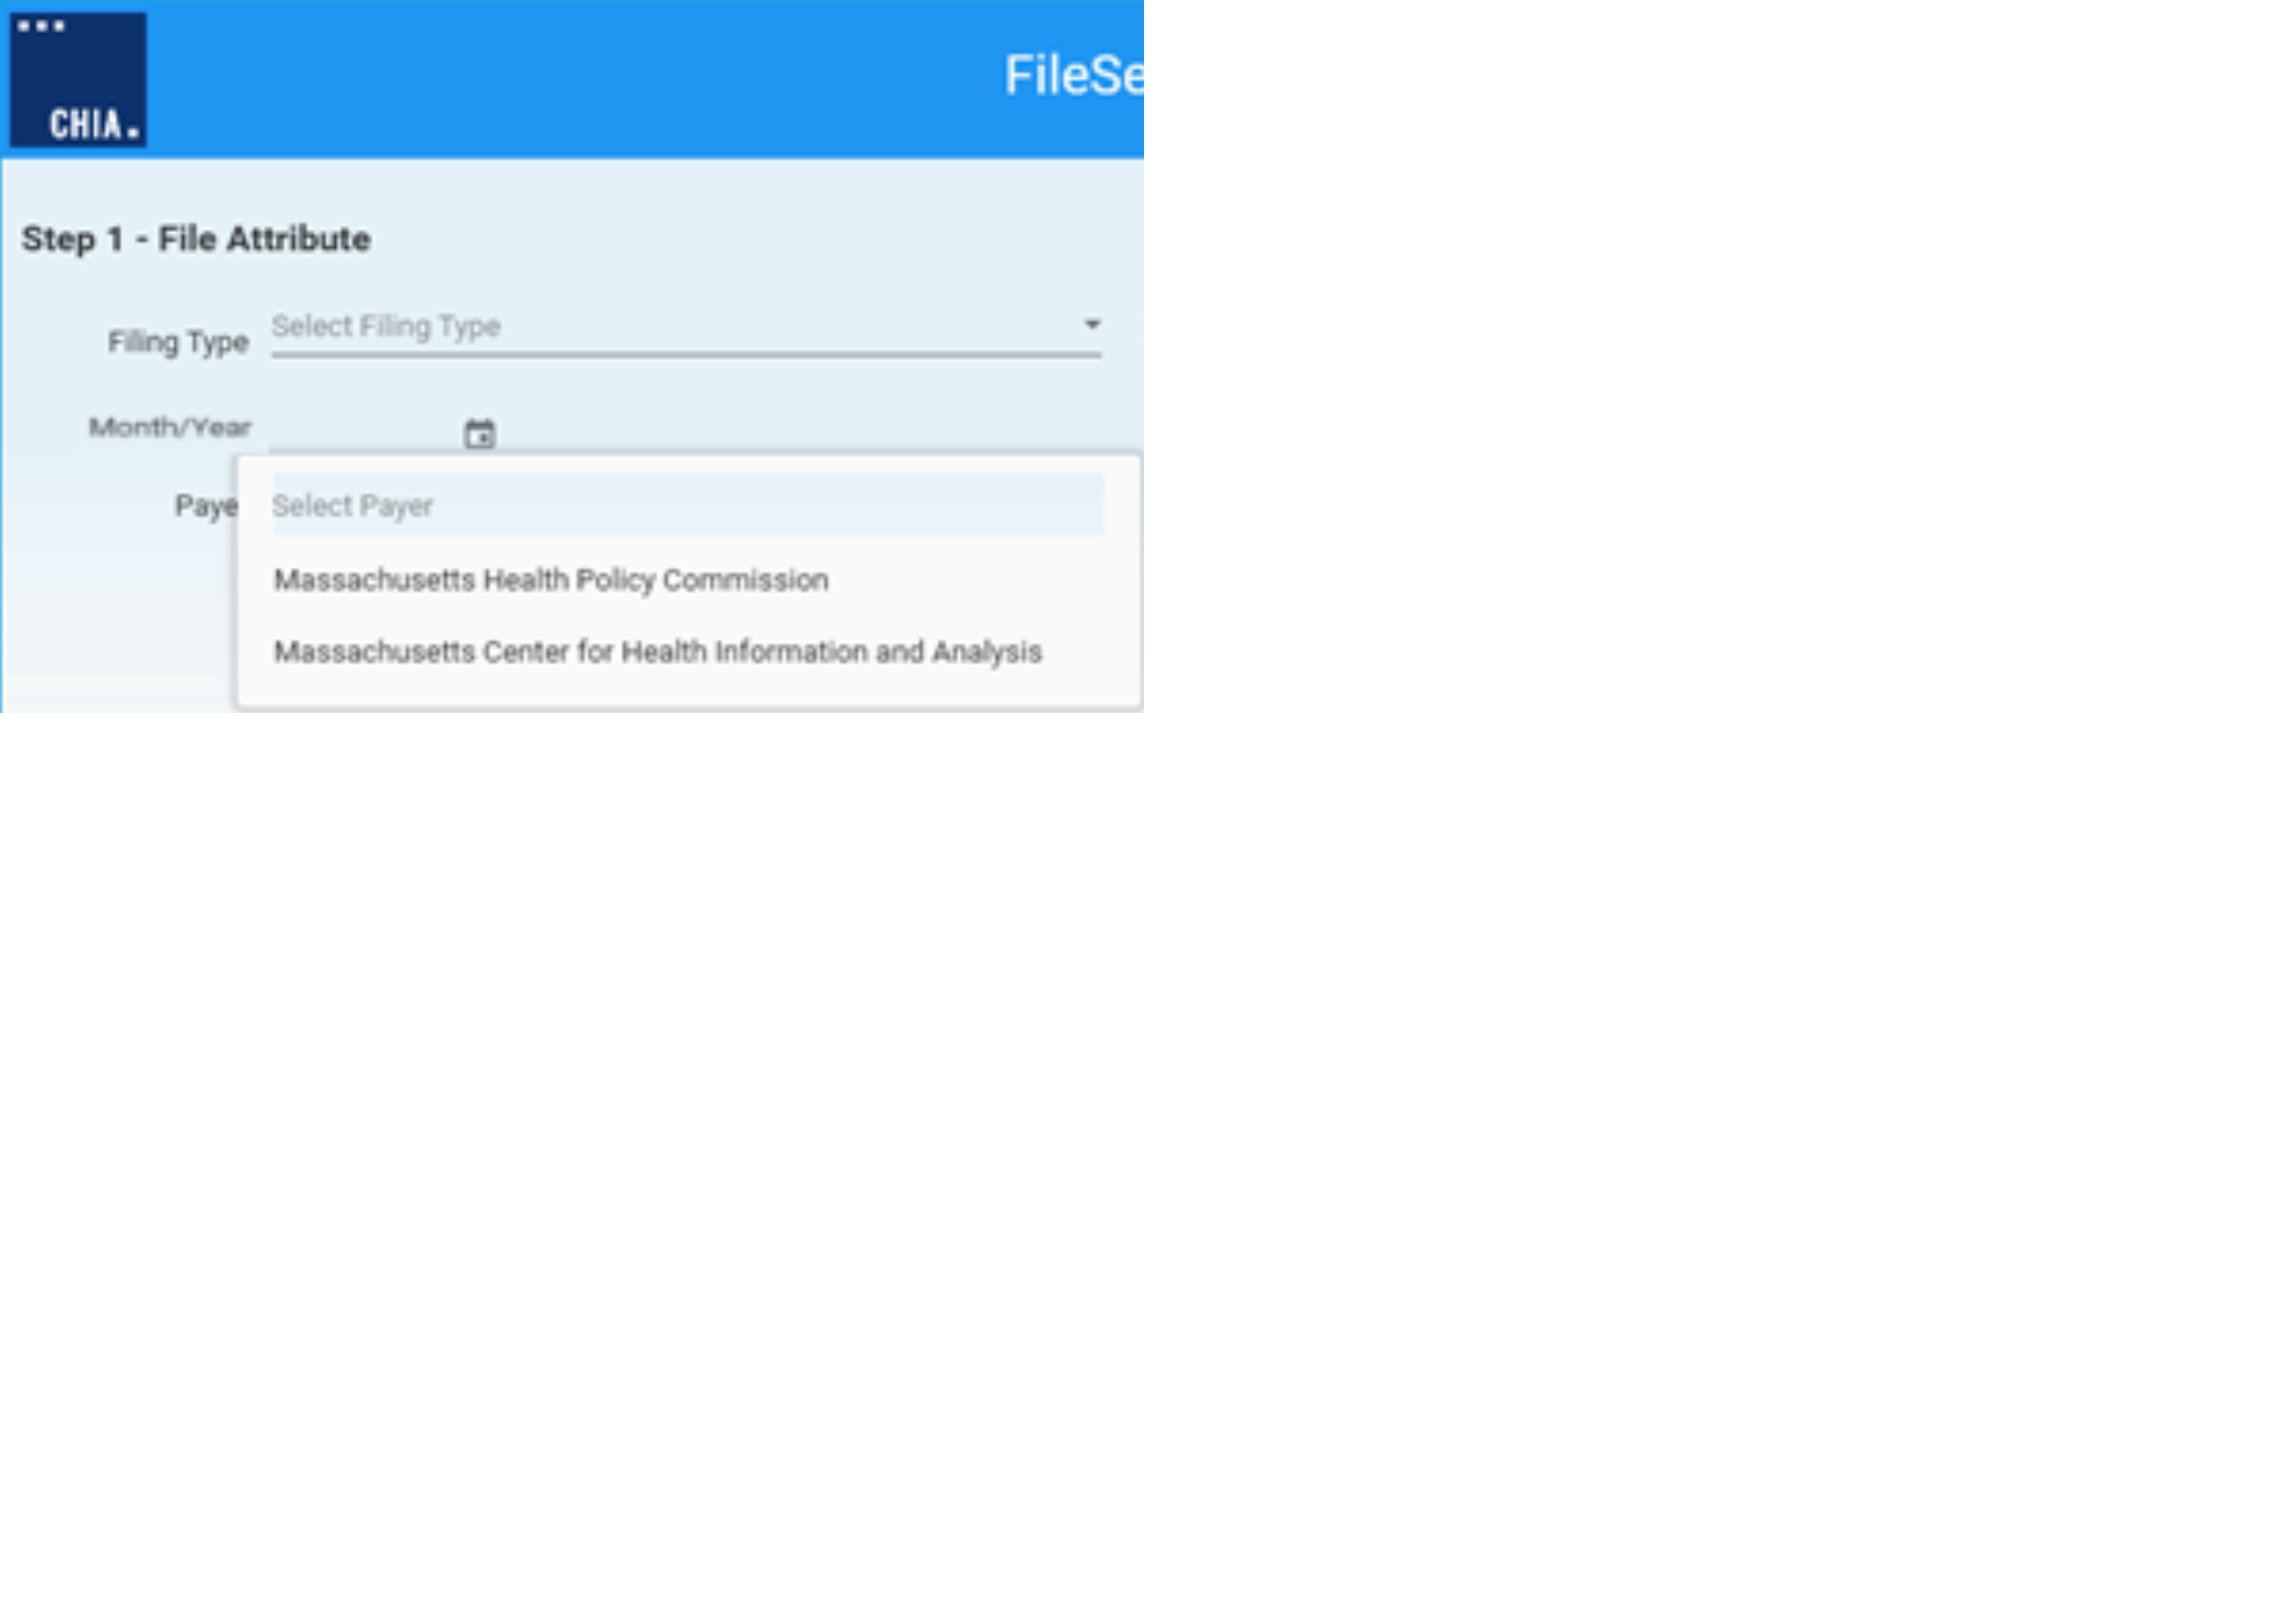 CHIA.
FileSe
Step 1 - File Attribute
Filing Type
Select Filing Type
Month/Year
Paye
Select Payer
Massachusetts Health Policy Commission
Massachusetts Center for Health Information and Analysis